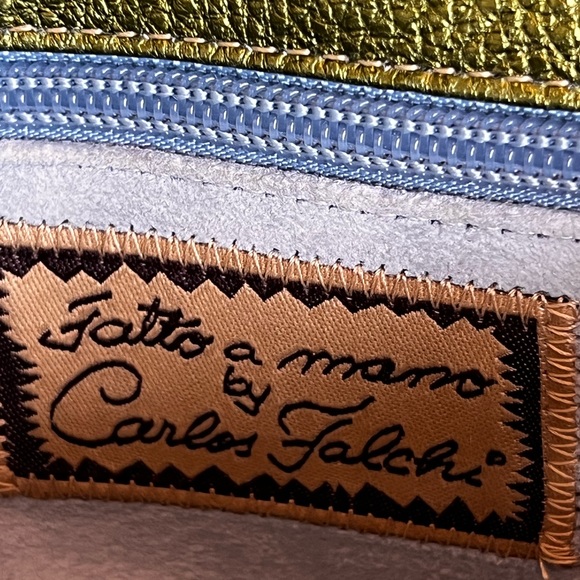 Fatto a mano
by
Carlos Falchi